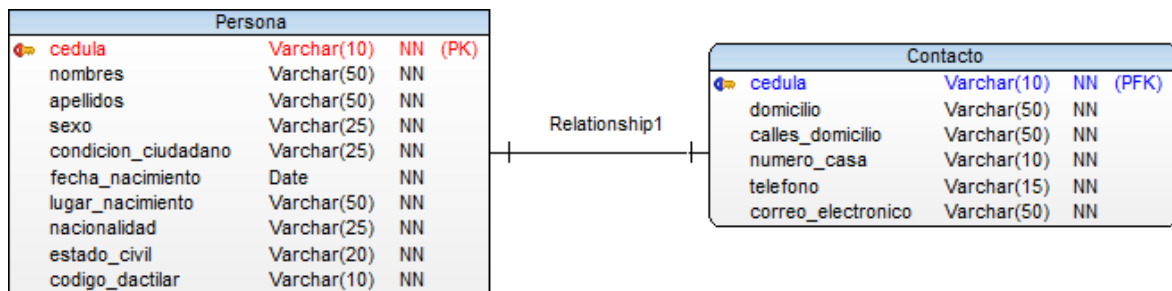 Persona
cedula Varchar(10) NN (PK)
nombres Varchar(50) NN
apellidos Varchar(50) NN
sexo Varchar(25) NN
condicion_ciudadano Varchar(25) NN
fecha_nacimiento Date NN
lugar_nacimiento Varchar(50) NN
nacionalidad Varchar(25) NN
estado_civil Varchar(20) NN
codigo_dactilar Varchar(10) NN
Relationship1
Contacto
cedula Varchar(10) NN (PFK)
domicilio Varchar(50) NN
calles_domicilio Varchar(50) NN
numero_casa Varchar(10) NN
telefono Varchar(15) NN
correo_electronico Varchar(50) NN